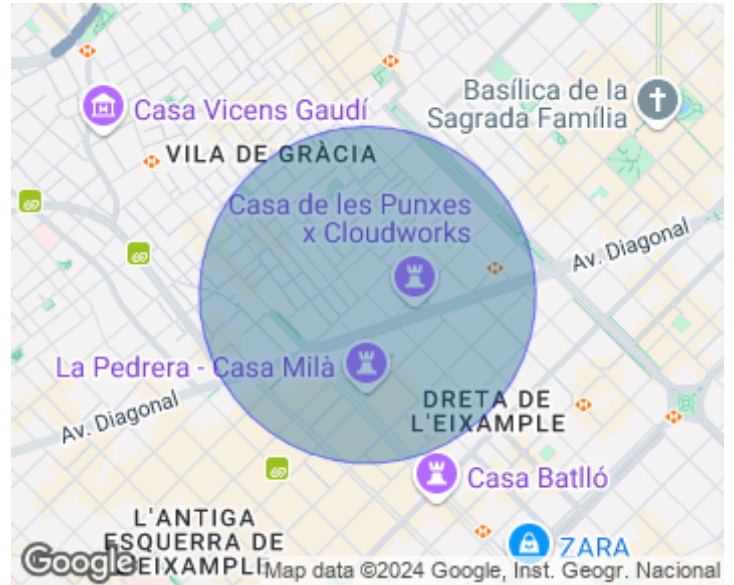 Casa Vicens Gaudí
Basílica de la
Sagrada Família
VILA DE GRÀCIA
Casa de les Punxes
x Cloudworks
Av. Diagonal
La Pedrera - Casa Milà
DRETA DE
L'EIXAMPLE
Av. Diagonal
Casa Batlló
L'ANTIGA
ESQUERRA DE
L'EIXAMPLE
ZARA
Google
Map data ©2024 Google, Inst. Geogr. Nacional